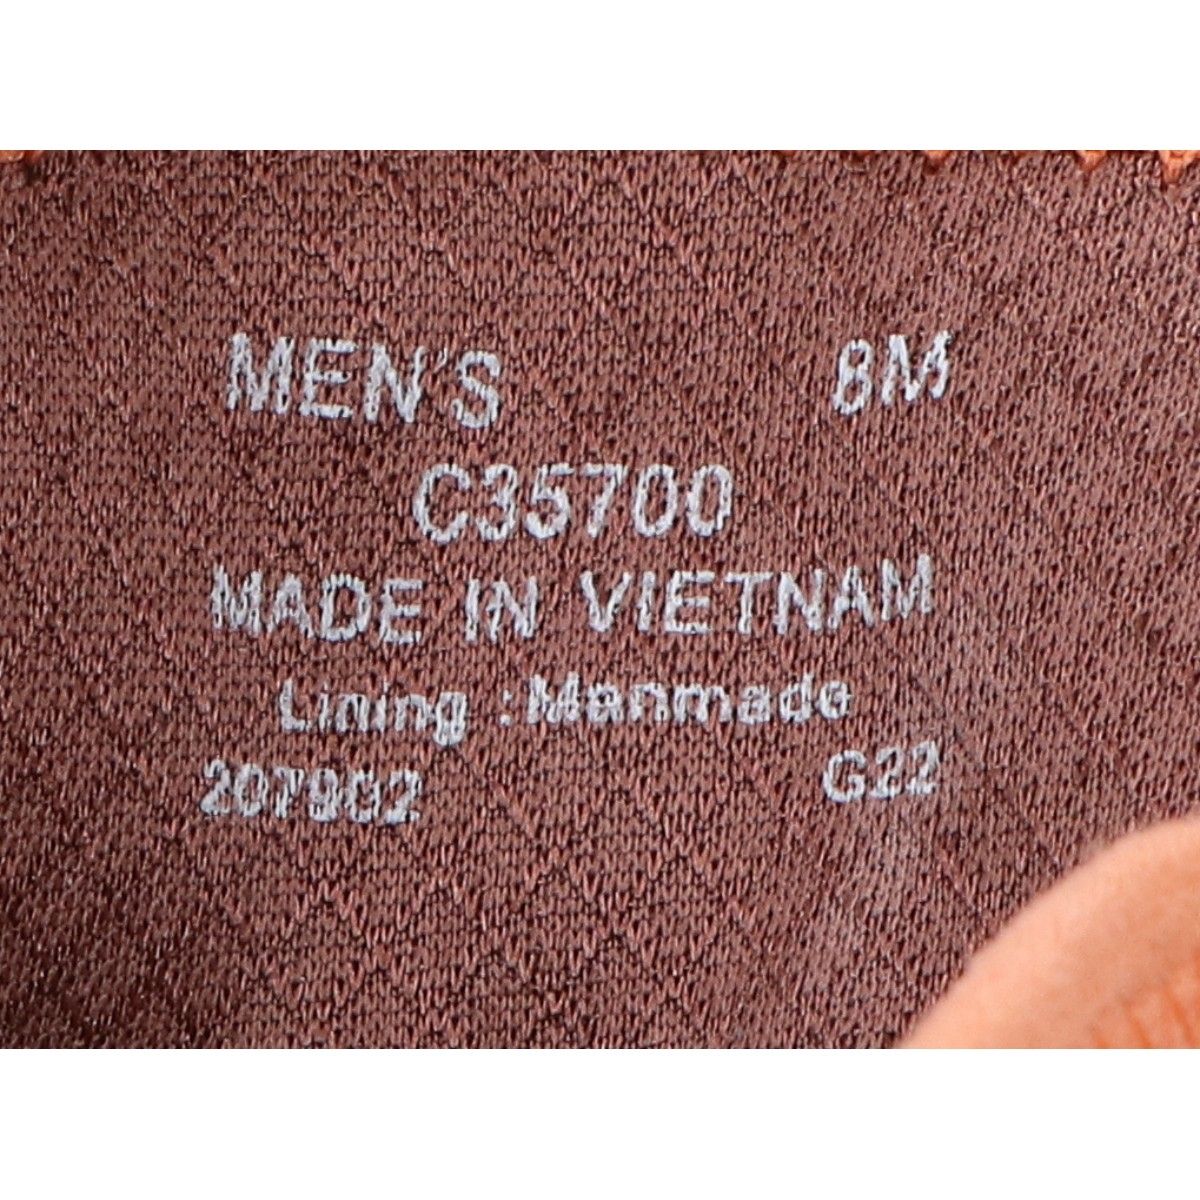 MEN'S 8M
C35700
MADE IN VIETNAM
Lining : Manmade
207902 G22